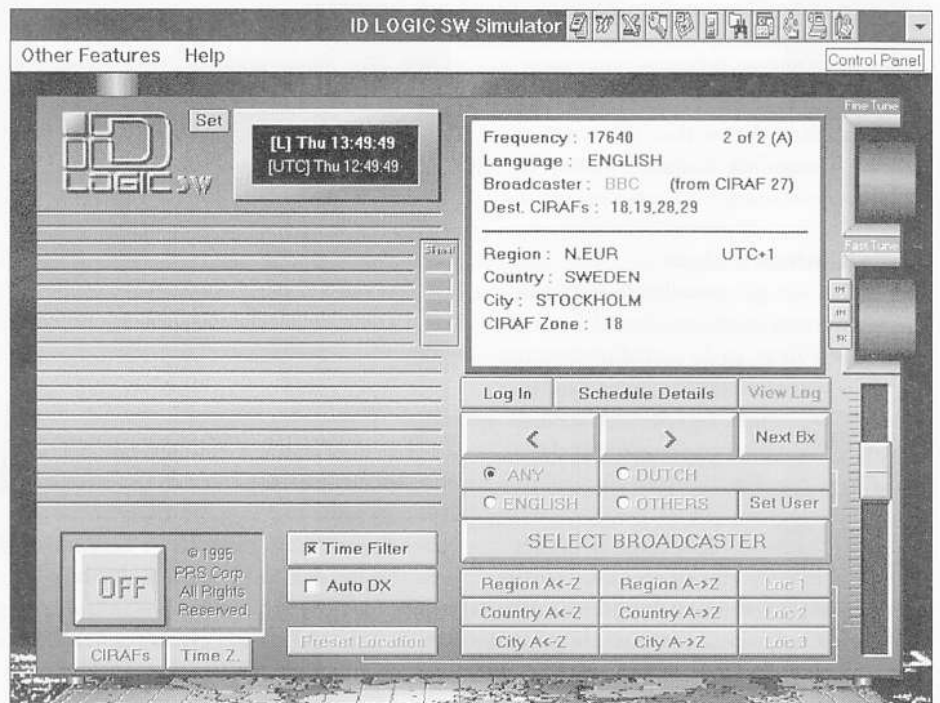 ID LOGIC SW Simulator
Other Features Help
Control Panel
Fine Tune
iD LOGIC SW
Set
[L] Thu 13:49:49
[UTC] Thu 12:49:49
Frequency : 17640 2 of 2 (A)
Language : ENGLISH
Broadcaster : BBC (from CIRAF 27)
Dest. CIRAFs : 18,19,28,29
Region : N.EUR UTC+1
Country : SWEDEN
City : STOCKHOLM
CIRAF Zone : 18
Fast Tune
Log In Schedule Details View Log
< > Next Bx
ANY DUTCH
ENGLISH OTHERS Set User
SELECT BROADCASTER
Region A<-Z Region A->Z Loc 1
Country A<-Z Country A->Z Loc 2
City A<-Z City A->Z Loc 3
OFF
© 1995
PRS Corp.
All Rights
Reserved.
Time Filter
Auto DX
Preset Location
CIRAFs Time Z.